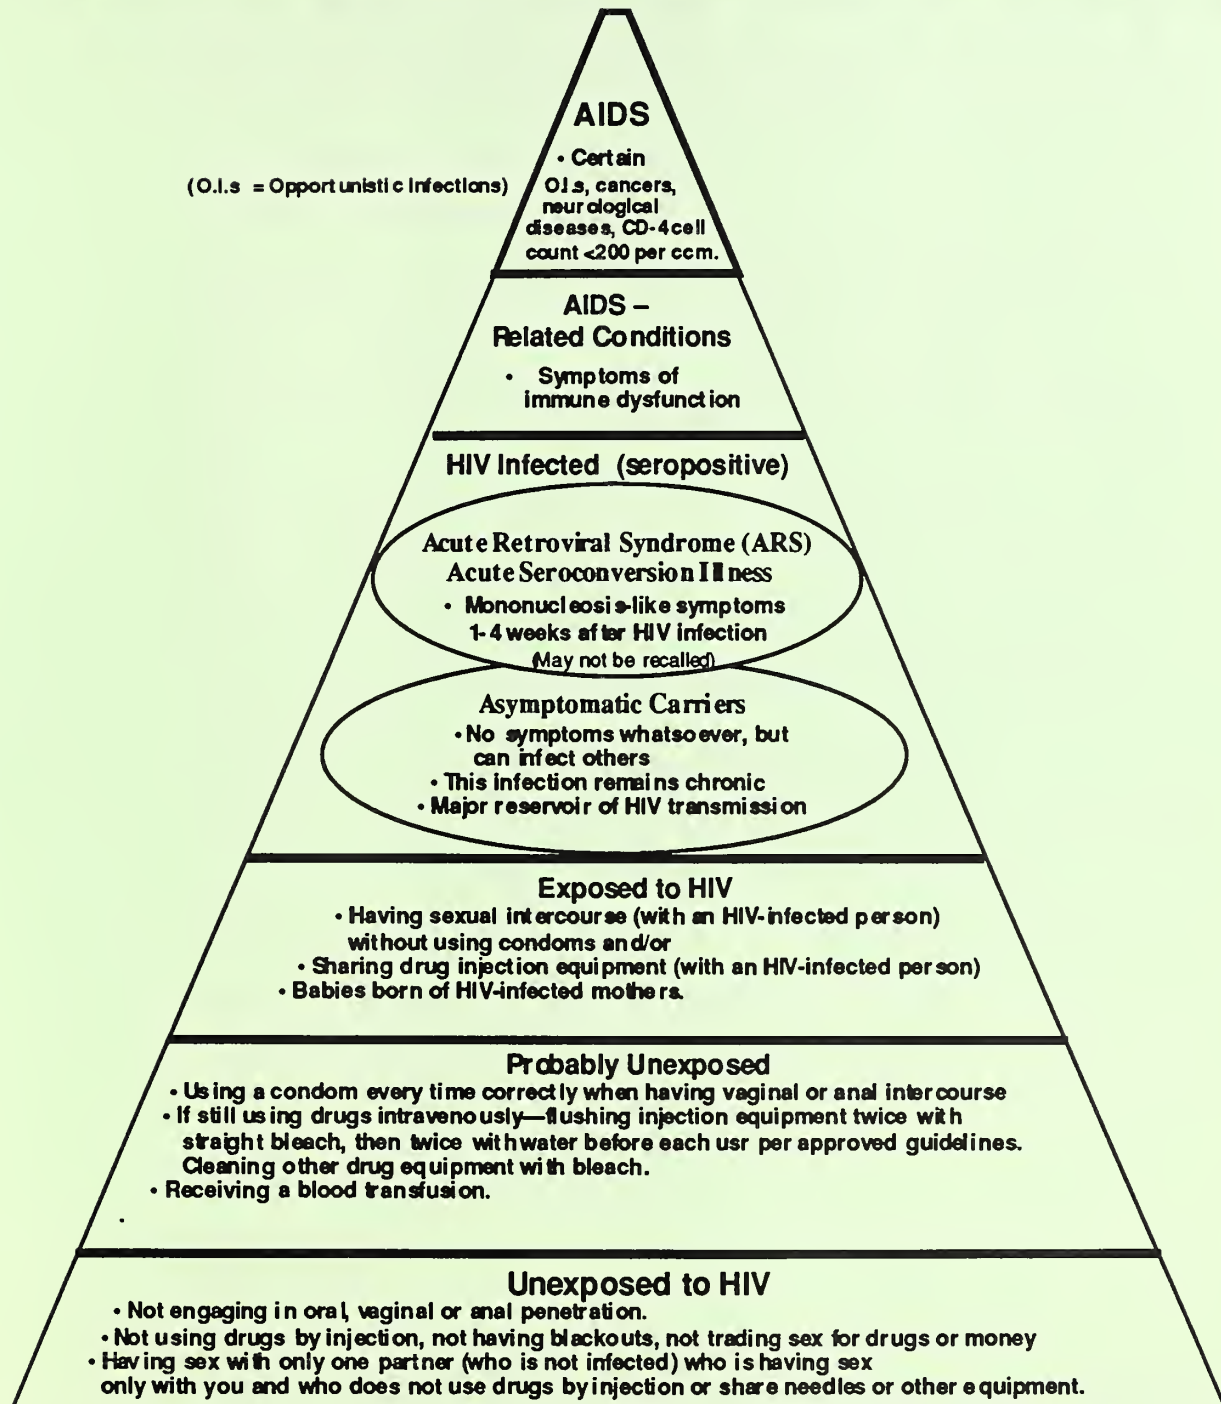 AIDS
• Certain
(O.I.s = Opportunistic Infections)
O.I.s, cancers,
neurological
diseases, CD-4 cell
count <200 per ccm.
AIDS –
Related Conditions
• Symptoms of
immune dysfunction
HIV Infected (seropositive)
Acute Retroviral Syndrome (ARS)
Acute Seroconversion Illness
• Mononucleosis-like symptoms
1-4 weeks after HIV infection
(May not be recalled)
Asymptomatic Carriers
• No symptoms whatsoever, but
can infect others
• This infection remains chronic
• Major reservoir of HIV transmission
Exposed to HIV
• Having sexual intercourse (with an HIV-infected person)
without using condoms and/or
• Sharing drug injection equipment (with an HIV-infected person)
• Babies born of HIV-infected mothers.
Probably Unexposed
• Using a condom every time correctly when having vaginal or anal intercourse
• If still using drugs intravenously—flushing injection equipment twice with
straight bleach, then twice with water before each usr per approved guidelines.
Cleaning other drug equipment with bleach.
• Receiving a blood transfusion.
Unexposed to HIV
• Not engaging in oral, vaginal or anal penetration.
• Not using drugs by injection, not having blackouts, not trading sex for drugs or money
• Having sex with only one partner (who is not infected) who is having sex
only with you and who does not use drugs by injection or share needles or other equipment.